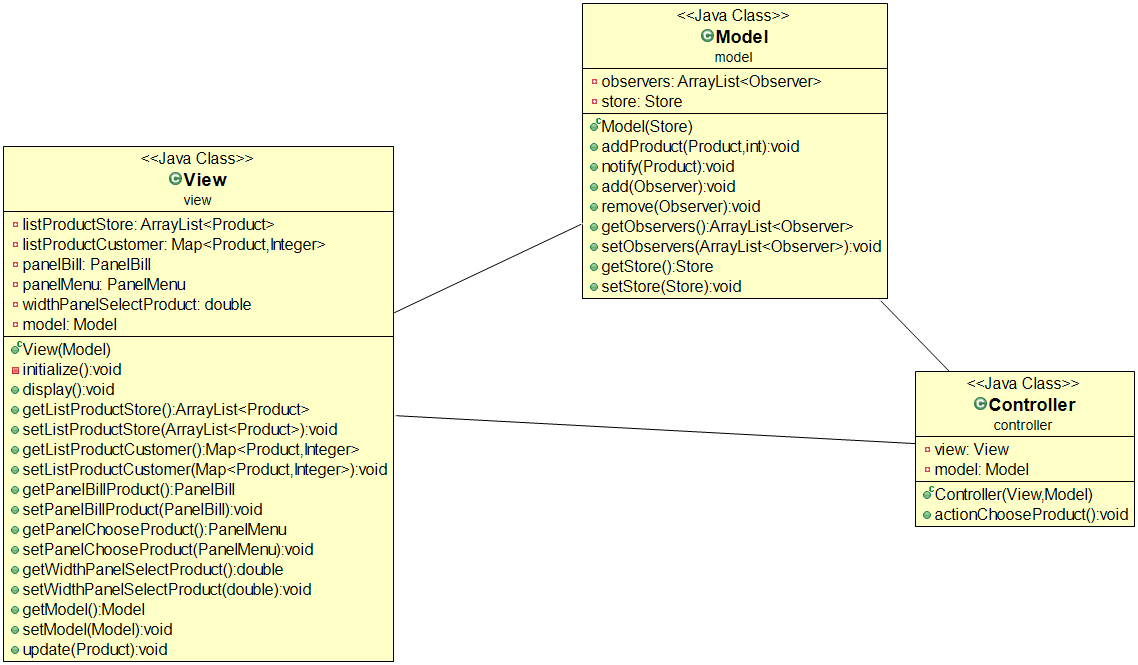 <<Java Class>>
Model
model
observers: ArrayList<Observer>
store: Store
Model(Store)
addProduct(Product,int):void
notify(Product):void
add(Observer):void
remove(Observer):void
getObservers():ArrayList<Observer>
setObservers(ArrayList<Observer>):void
getStore():Store
setStore(Store):void
<<Java Class>>
View
view
listProductStore: ArrayList<Product>
listProductCustomer: Map<Product,Integer>
panelBill: PanelBill
panelMenu: PanelMenu
widthPanelSelectProduct: double
model: Model
View(Model)
initialize():void
display():void
getListProductStore():ArrayList<Product>
setListProductStore(ArrayList<Product>):void
getListProductCustomer():Map<Product,Integer>
setListProductCustomer(Map<Product,Integer>):void
getPanelBillProduct():PanelBill
setPanelBillProduct(PanelBill):void
getPanelChooseProduct():PanelMenu
setPanelChooseProduct(PanelMenu):void
getWidthPanelSelectProduct():double
setWidthPanelSelectProduct(double):void
getModel():Model
setModel(Model):void
update(Product):void
<<Java Class>>
Controller
controller
view: View
model: Model
Controller(View,Model)
actionChooseProduct():void